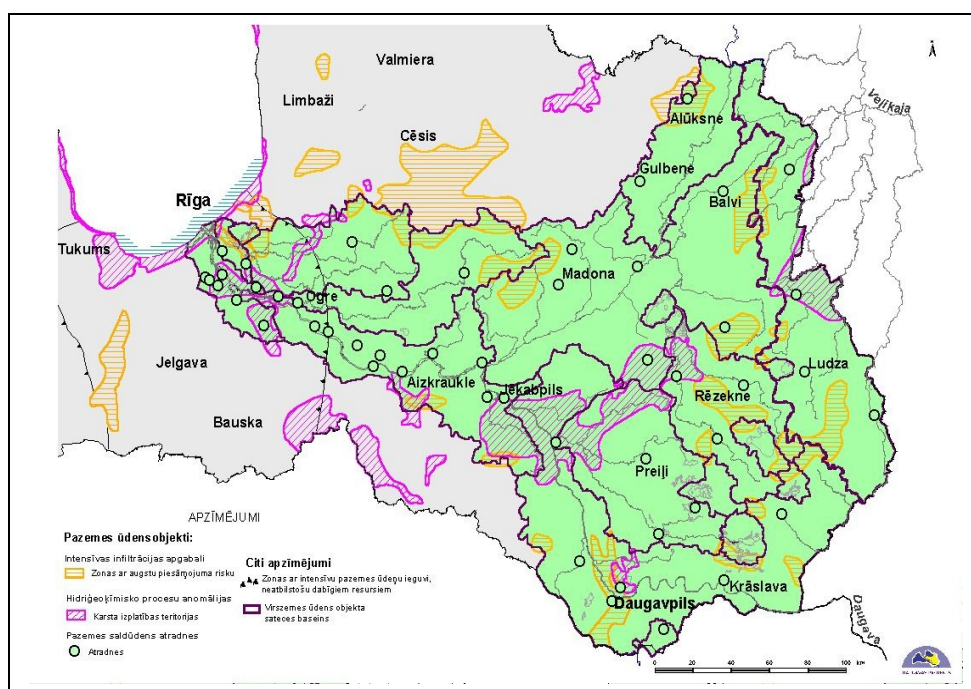 Valmiera
Limbaži
Alūksne
Cēsis
Gulbene
Balvi
Rīga
Tukums
Madona
Ogre
Ludza
Jelgava
Aizkraukle
Jēkabpils
Rēzekne
Bauska
Preiļi
Krāslava
Daugavpils
Daugava
APZĪMĒJUMI
Pazemes ūdensobjekti:
Intensīvas infiltrācijas apgabali
Zonas ar augstu piesārņojuma risku
Hidriģeoķīmisko procesu anomālijas
Karsta izplatības teritorijas
Pazemes saldūdens atradnes
Atradnes
Citi apzīmējumi
Zonas ar intensīvu pazemes ūdeņu ieguvi,
neatbilstošu dabīgiem resursiem
Virszemes ūdens objekta
sateces baseins
0 20 40 60 80 100 km